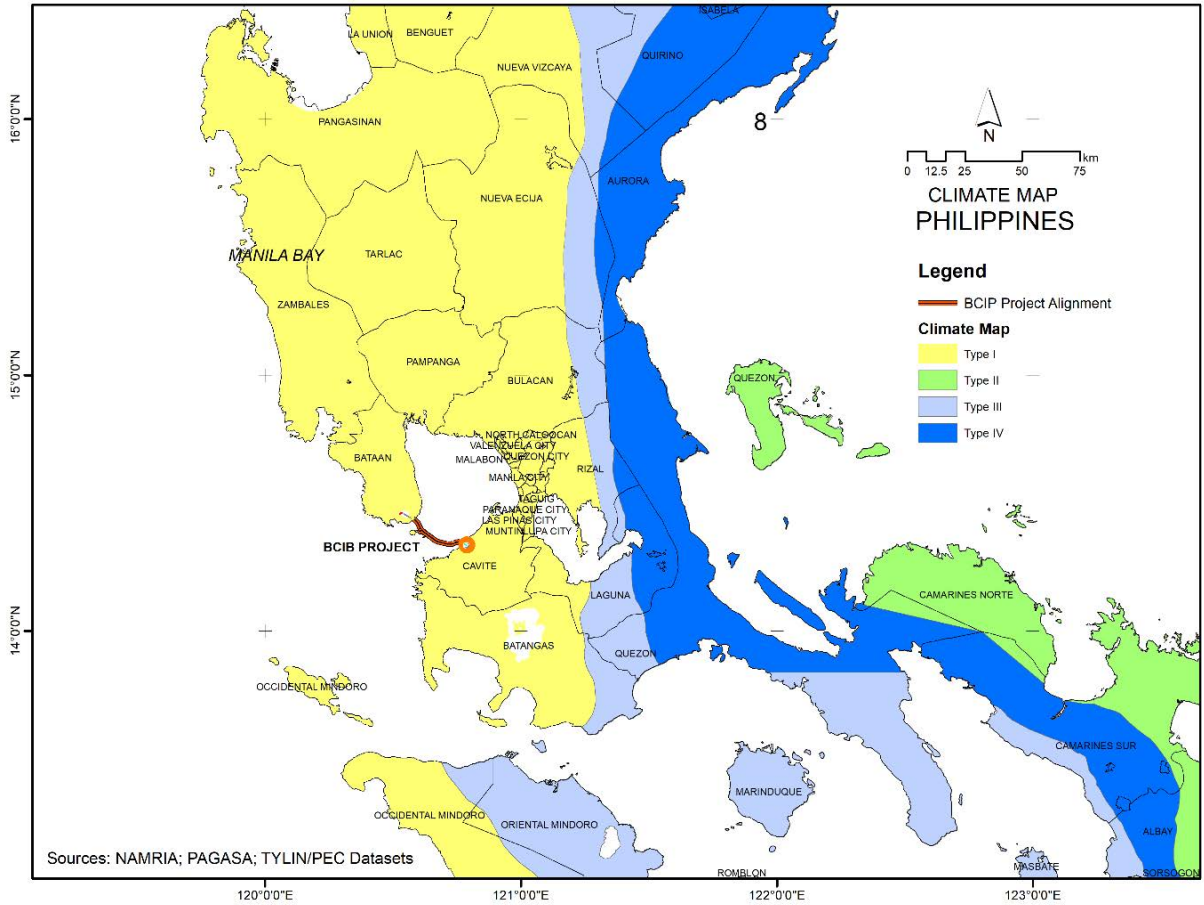 ISABELA
LA UNION
BENGUET
QUIRINO
NUEVA VIZCAYA
PANGASINAN
8
N
0 12.5 25 50 75 km
CLIMATE MAP
PHILIPPINES
AURORA
NUEVA ECIJA
MANILA BAY
TARLAC
ZAMBALES
Legend
BCIP Project Alignment
Climate Map
Type I
Type II
Type III
Type IV
PAMPANGA
BULACAN
QUEZON
NORTH CALOOCAN
VALENZUELA CITY
QUEZON CITY
MALABON
BATAAN
RIZAL
MANILA CITY
TAGUIG
PARANAQUE CITY
LAS PINAS CITY
MUNTINLUPA CITY
BCIB PROJECT
CAVITE
LAGUNA
CAMARINES NORTE
BATANGAS
QUEZON
OCCIDENTAL MINDORO
CAMARINES SUR
MARINDUQUE
OCCIDENTAL MINDORO
ORIENTAL MINDORO
ALBAY
MASBATE
ROMBLON
SORSOGON
Sources: NAMRIA; PAGASA; TYLIN/PEC Datasets
16°0'0"N
15°0'0"N
14°0'0"N
120°0'0"E
121°0'0"E
122°0'0"E
123°0'0"E